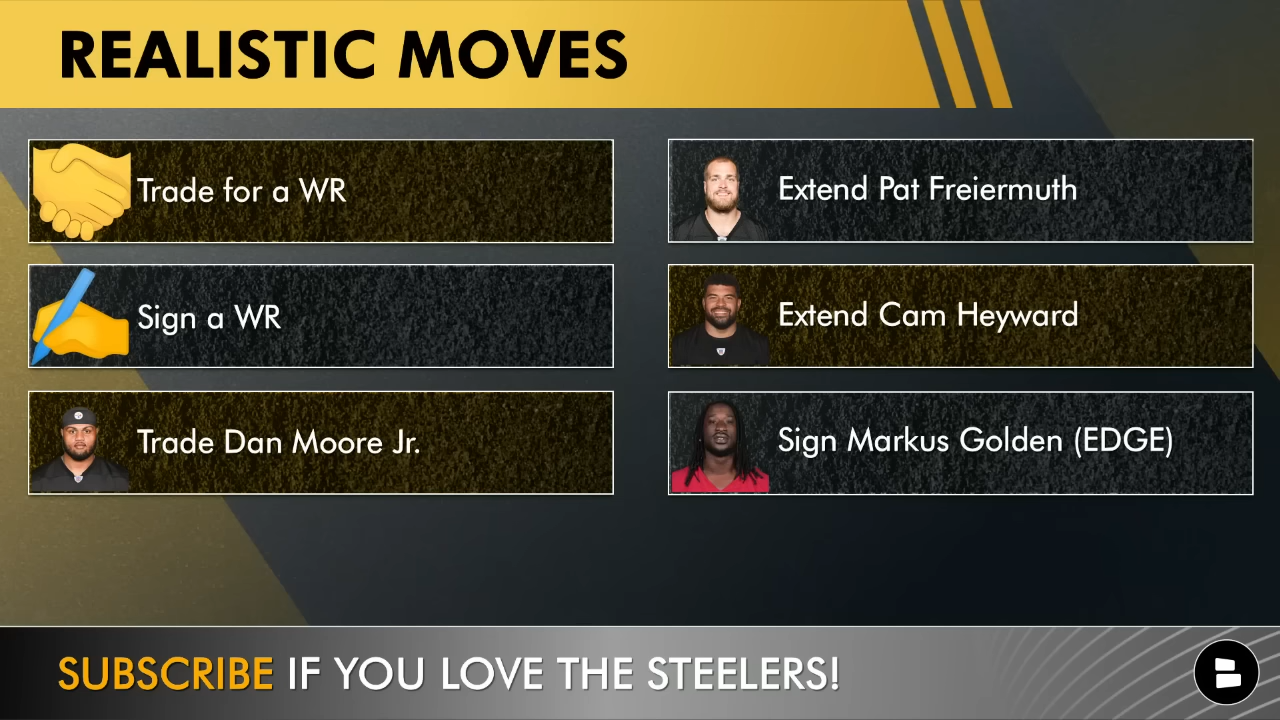 REALISTIC MOVES
Trade for a WR
Sign a WR
Trade Dan Moore Jr.
Extend Pat Freiermuth
Extend Cam Heyward
Sign Markus Golden (EDGE)
SUBSCRIBE IF YOU LOVE THE STEELERS!